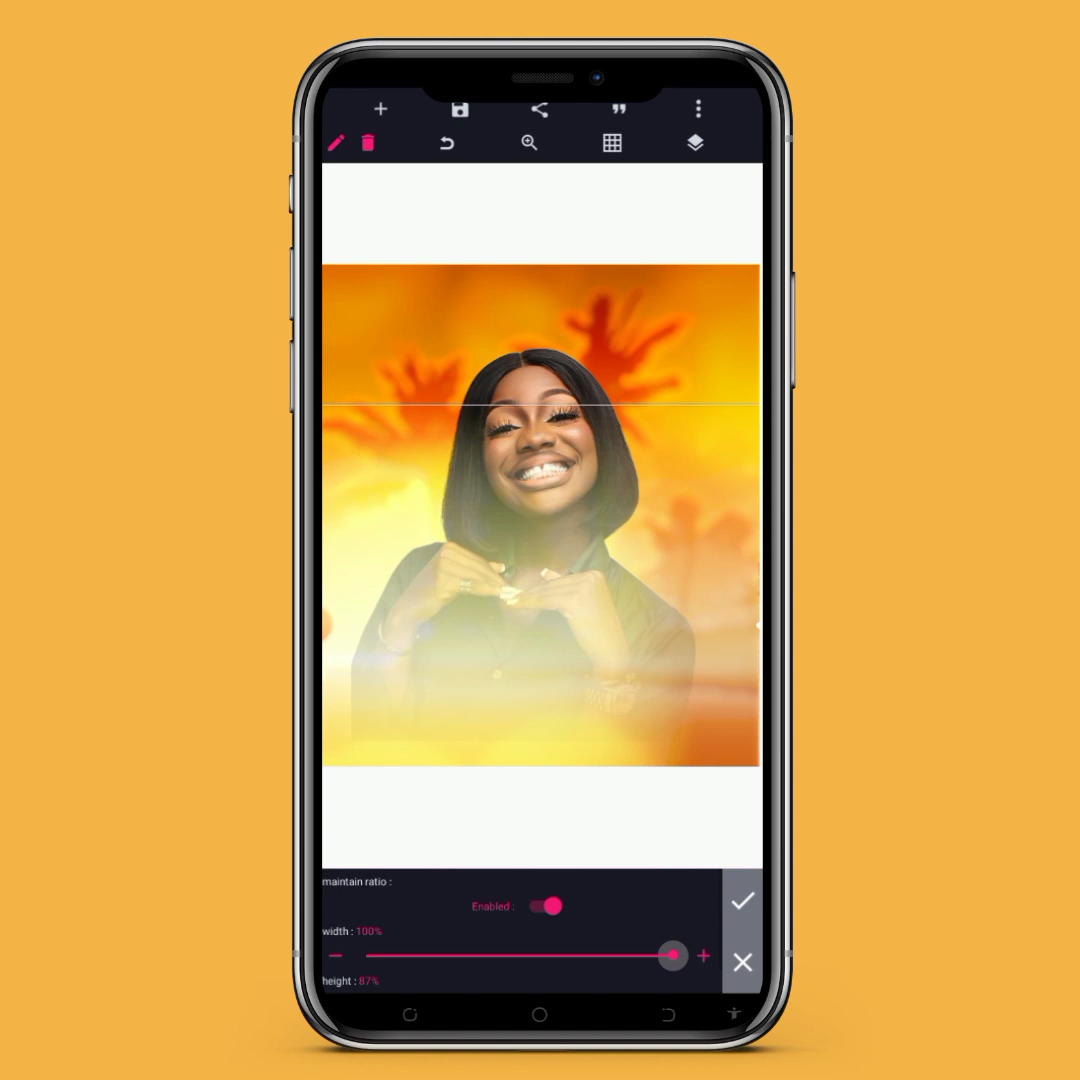 maintain ratio :
Enabled :
width : 100%
height : 87%